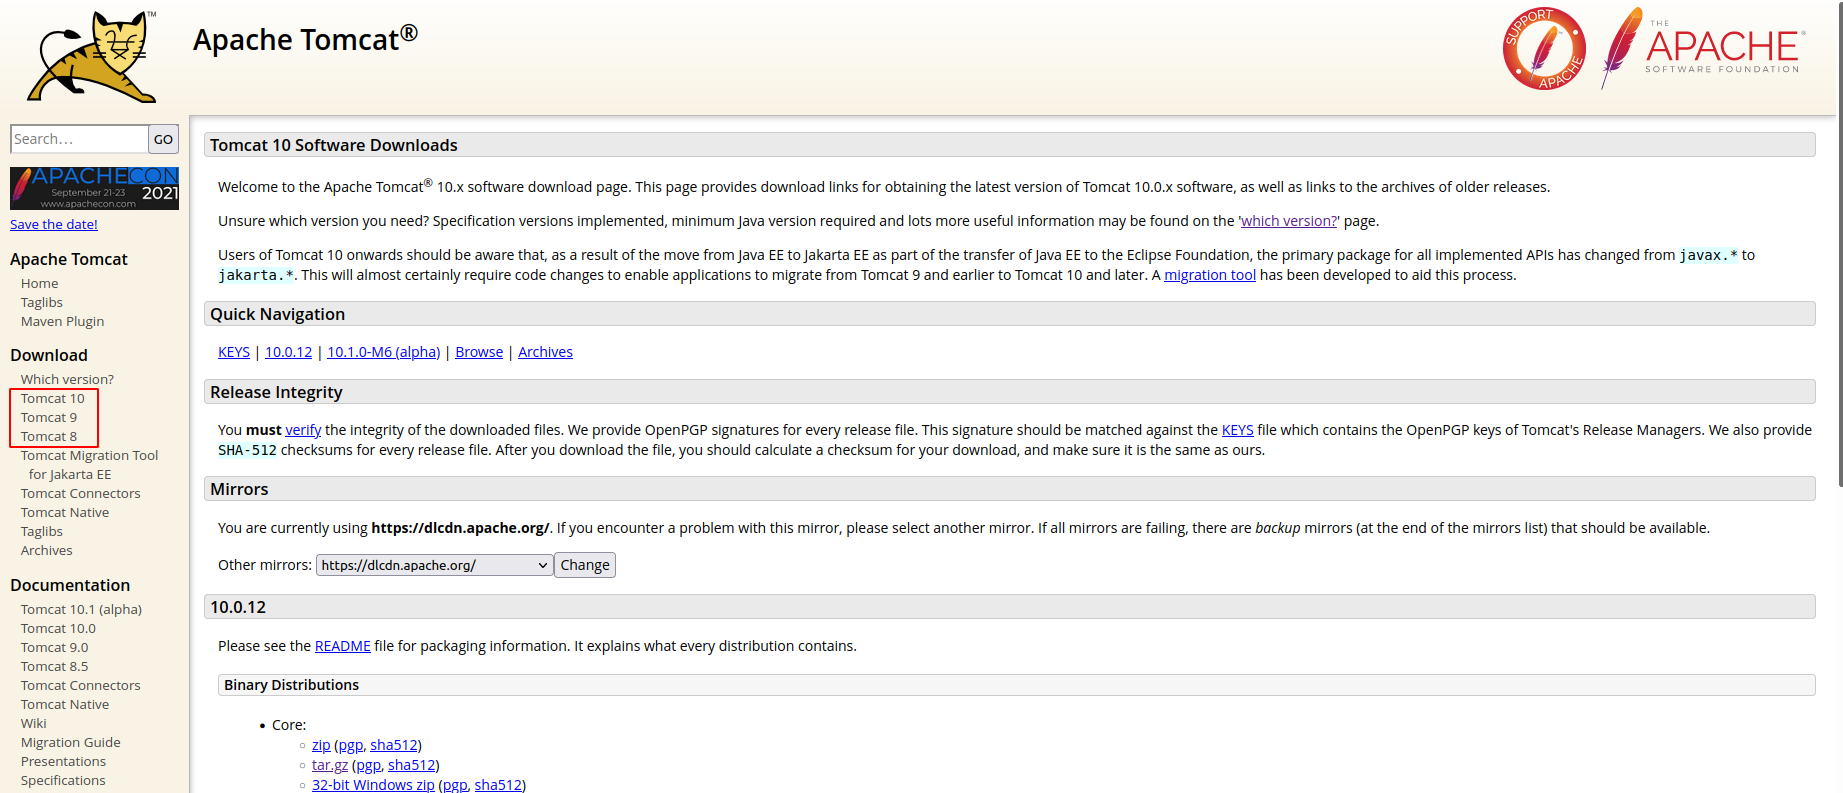 TM
Apache Tomcat®
SUPPORT
APACHE
THE
APACHE®
SOFTWARE FOUNDATION
Search…
GO
APACHECON
September 21-23
2021
www.apachecon.com
Save the date!
Apache Tomcat
Home
Taglibs
Maven Plugin
Download
Which version?
Tomcat 10
Tomcat 9
Tomcat 8
Tomcat Migration Tool
for Jakarta EE
Tomcat Connectors
Tomcat Native
Taglibs
Archives
Documentation
Tomcat 10.1 (alpha)
Tomcat 10.0
Tomcat 9.0
Tomcat 8.5
Tomcat Connectors
Tomcat Native
Wiki
Migration Guide
Presentations
Specifications
Tomcat 10 Software Downloads
Welcome to the Apache Tomcat® 10.x software download page. This page provides download links for obtaining the latest version of Tomcat 10.0.x software, as well as links to the archives of older releases.
Unsure which version you need? Specification versions implemented, minimum Java version required and lots more useful information may be found on the 'which version?' page.
Users of Tomcat 10 onwards should be aware that, as a result of the move from Java EE to Jakarta EE as part of the transfer of Java EE to the Eclipse Foundation, the primary package for all implemented APIs has changed from javax.* to
jakarta.*. This will almost certainly require code changes to enable applications to migrate from Tomcat 9 and earlier to Tomcat 10 and later. A migration tool has been developed to aid this process.
Quick Navigation
KEYS | 10.0.12 | 10.1.0-M6 (alpha) | Browse | Archives
Release Integrity
You must verify the integrity of the downloaded files. We provide OpenPGP signatures for every release file. This signature should be matched against the KEYS file which contains the OpenPGP keys of Tomcat's Release Managers. We also provide
SHA-512 checksums for every release file. After you download the file, you should calculate a checksum for your download, and make sure it is the same as ours.
Mirrors
You are currently using https://dlcdn.apache.org/. If you encounter a problem with this mirror, please select another mirror. If all mirrors are failing, there are backup mirrors (at the end of the mirrors list) that should be available.
Other mirrors: https://dlcdn.apache.org/ Change
10.0.12
Please see the README file for packaging information. It explains what every distribution contains.
Binary Distributions
• Core:
○ zip (pgp, sha512)
○ tar.gz (pgp, sha512)
○ 32-bit Windows zip (pgp, sha512)